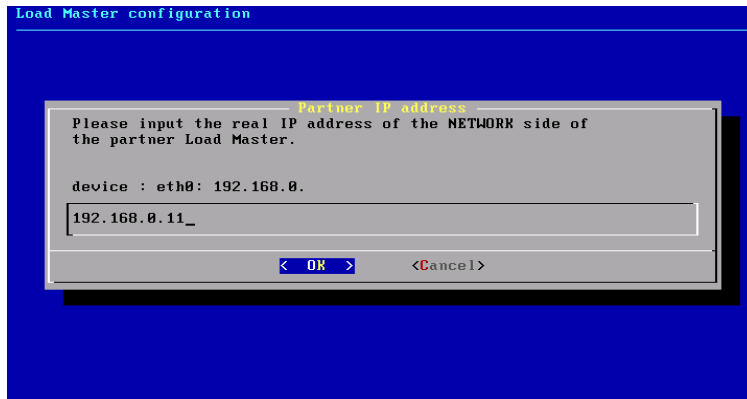 Load Master configuration
Partner IP address
Please input the real IP address of the NETWORK side of
the partner Load Master.
device : eth0: 192.168.0.
192.168.0.11_
< OK > <Cancel>